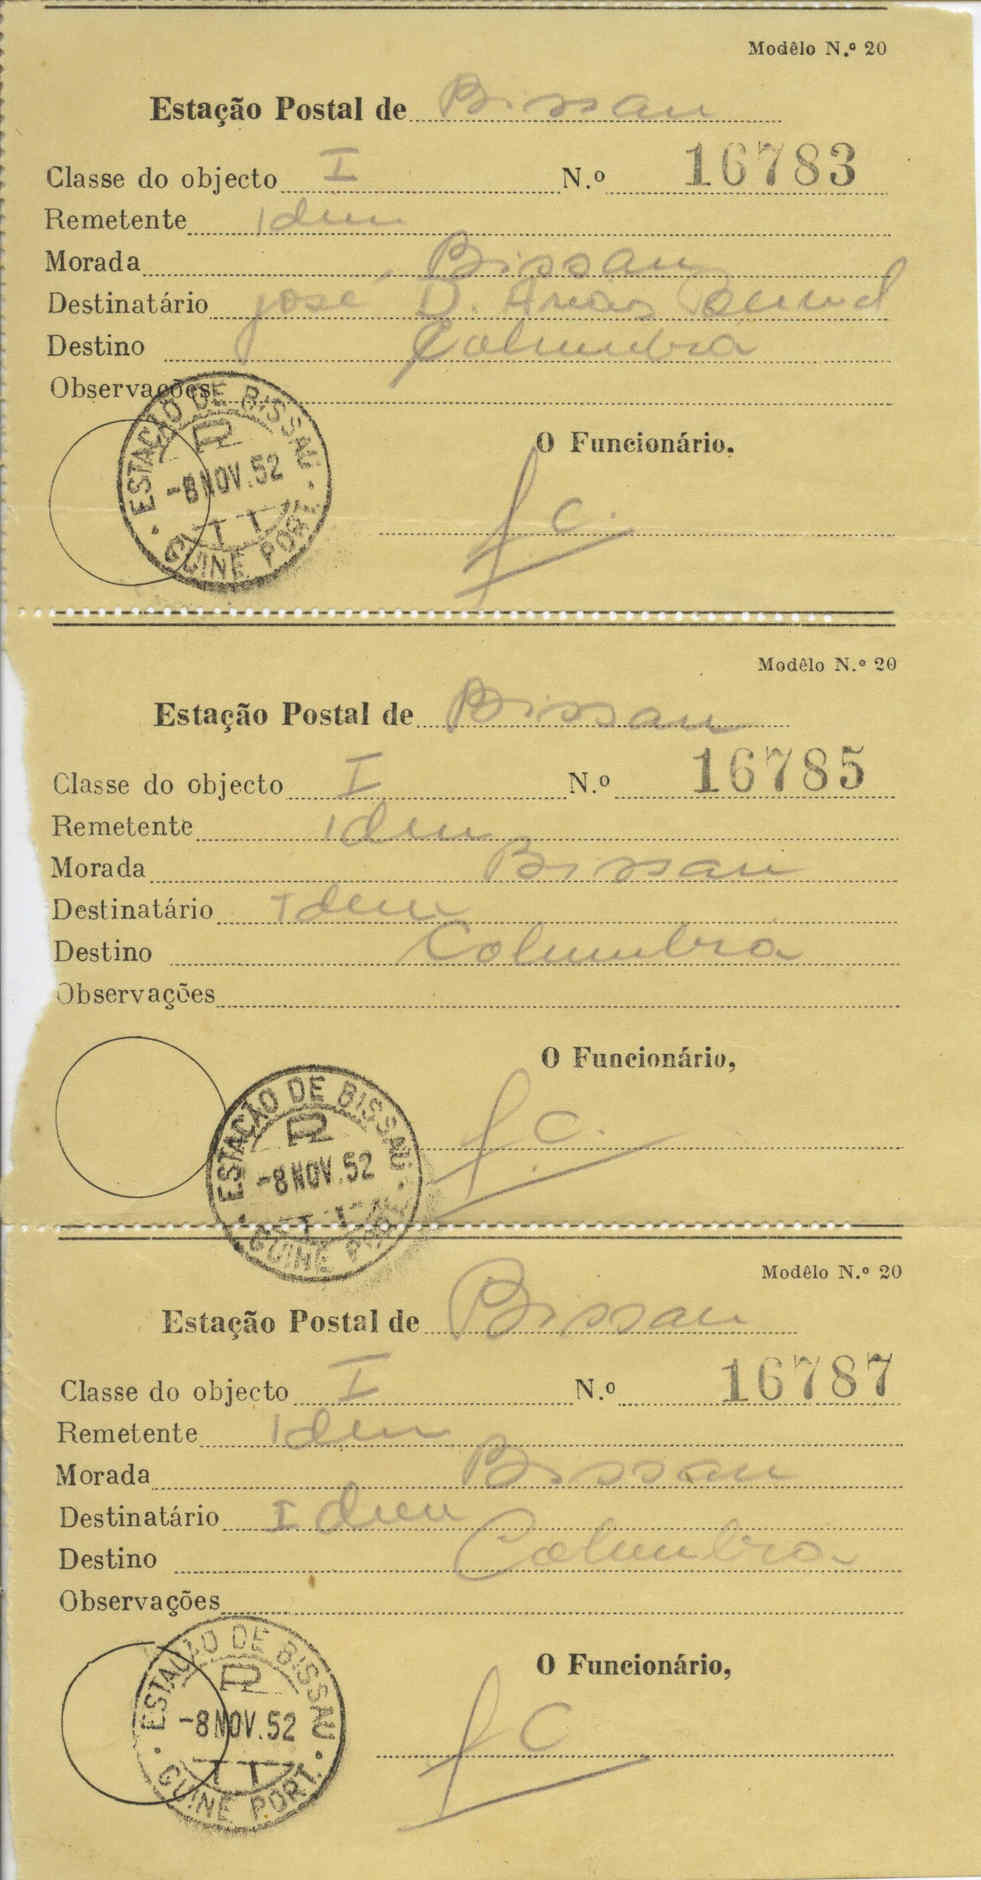 Modêlo N.º 20
Estação Postal de Bissau
Classe do objecto I N.º 16783
Remetente Idem
Morada Bissau
Destinatário José D. Arias
Destino Columbia
Observações
ESTAÇÃO DE BISSAU
-8 NOV. 52
GUINÉ PORT.
O Funcionário,
Modêlo N.º 20
Estação Postal de Bissau
Classe do objecto I N.º 16785
Remetente Idem
Morada Bissau
Destinatário Idem
Destino Columbia
Observações
O Funcionário,
ESTAÇÃO DE BISSAU
-8 NOV. 52
GUINÉ PORT.
Modêlo N.º 20
Estação Postal de Bissau
Classe do objecto I N.º 16787
Remetente Idem
Morada Bissau
Destinatário Idem
Destino Columbia
Observações
ESTAÇÃO DE BISSAU
-8 NOV. 52
GUINÉ PORT.
O Funcionário,